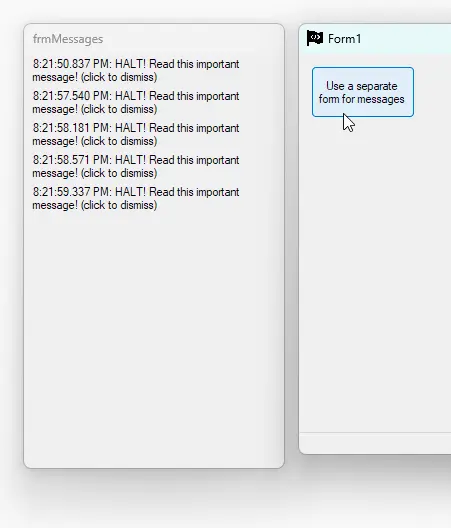 frmMessages
8:21:50.837 PM: HALT! Read this important
message! (click to dismiss)
8:21:57.540 PM: HALT! Read this important
message! (click to dismiss)
8:21:58.181 PM: HALT! Read this important
message! (click to dismiss)
8:21:58.571 PM: HALT! Read this important
message! (click to dismiss)
8:21:59.337 PM: HALT! Read this important
message! (click to dismiss)
Form1
Use a separate
form for messages